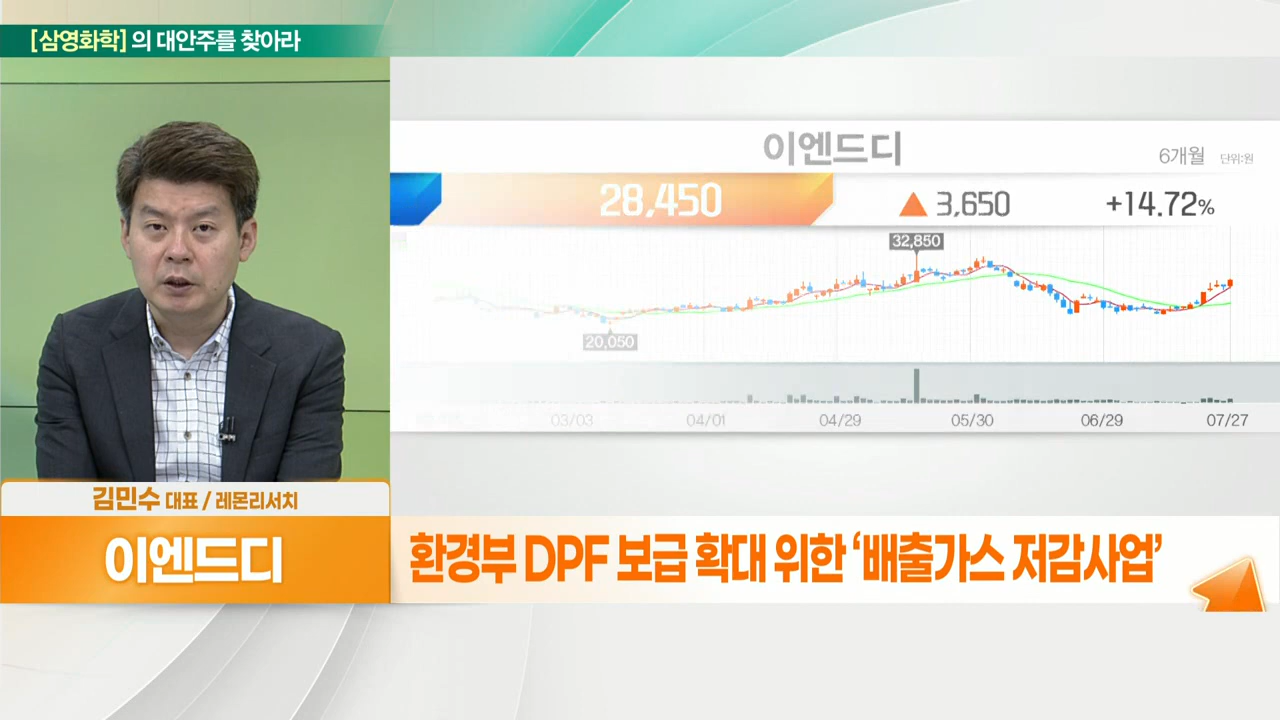 [삼영화학] 의 대안주를 찾아라
이엔드디
6개월 단위:원
28,450 ▲ 3,650 +14.72%
32,850
20,050
03/03 04/01 04/29 05/30 06/29 07/27
김민수 대표 / 레몬리서치
이엔드디
환경부 DPF 보급 확대 위한 ‘배출가스 저감사업’